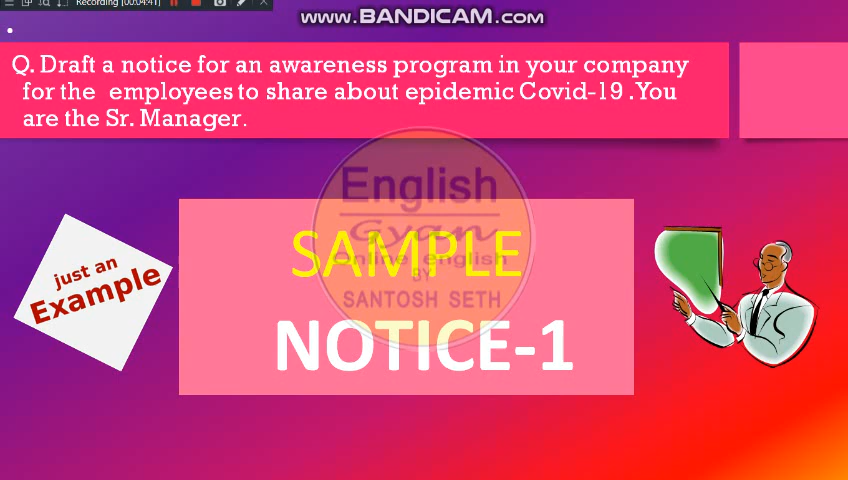 Recording [00:04:41]
www.BANDICAM.com
Q. Draft a notice for an awareness program in your company
for the employees to share about epidemic Covid-19 .You
are the Sr. Manager.
English
Gyan
SAMPLE
Online english
BY
SANTOSH SETH
just an
Example
NOTICE-1